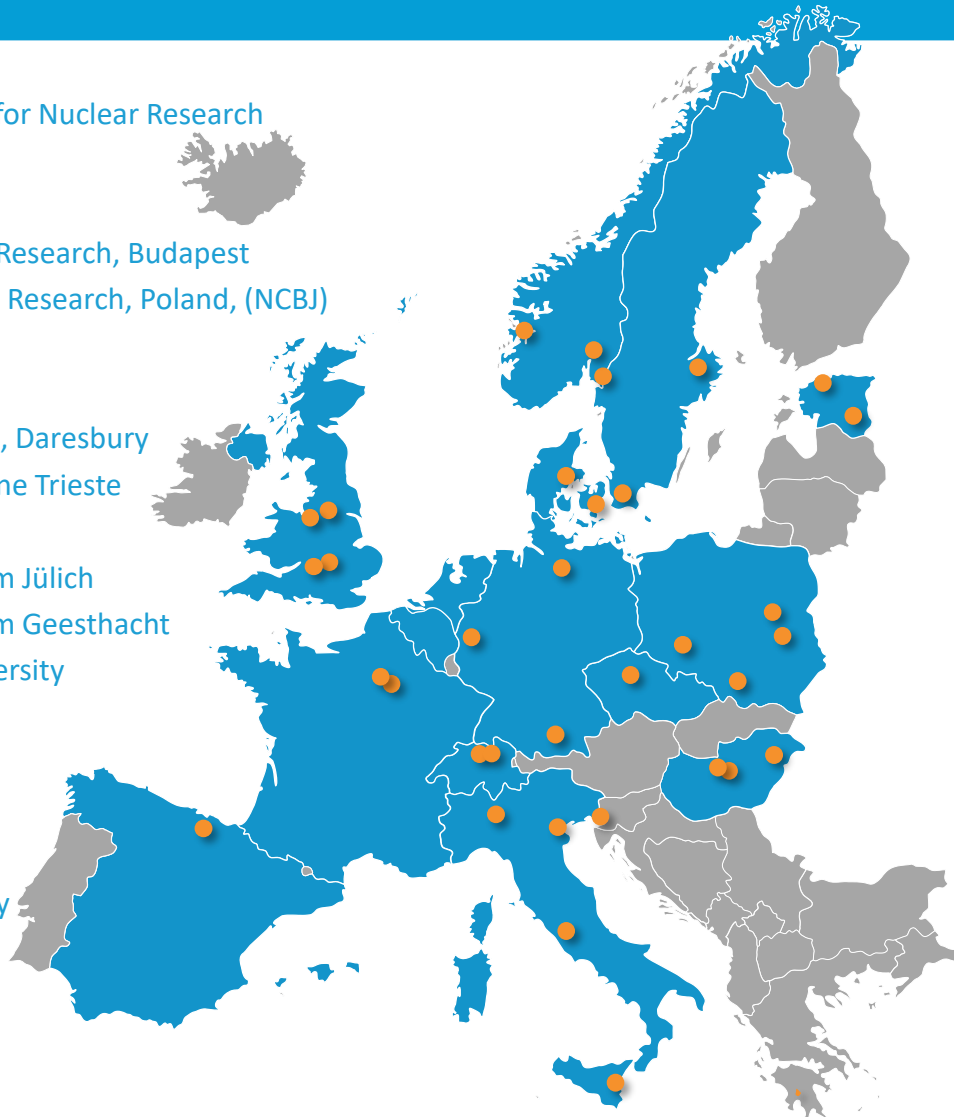 for Nuclear Research
Research, Budapest
Research, Poland, (NCBJ)
, Daresbury
ne Trieste
m Jülich
m Geesthacht
ersity
y